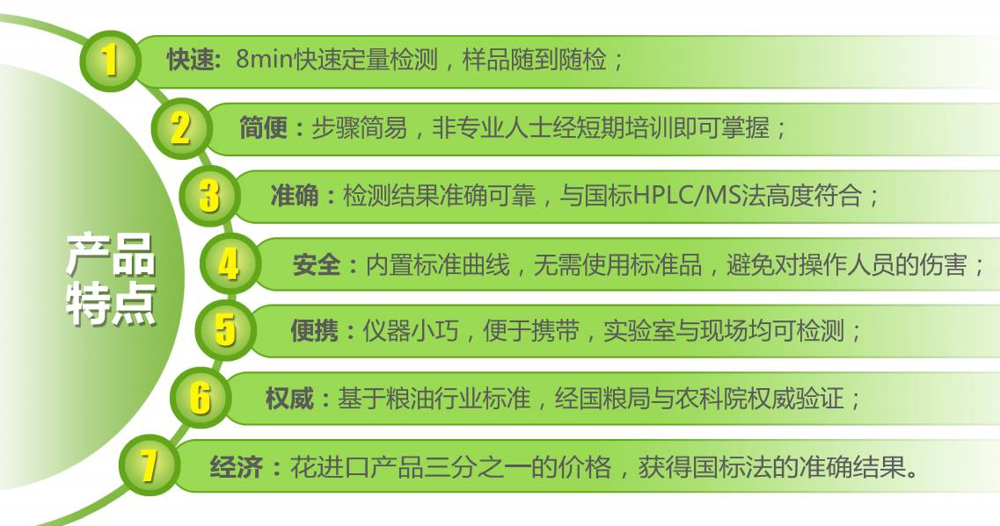 产品
特点
1 快速: 8min快速定量检测，样品随到随检；
2 简便：步骤简易，非专业人士经短期培训即可掌握；
3 准确：检测结果准确可靠，与国标HPLC/MS法高度符合；
4 安全：内置标准曲线，无需使用标准品，避免对操作人员的伤害；
5 便携：仪器小巧，便于携带，实验室与现场均可检测；
6 权威：基于粮油行业标准，经国粮局与农科院权威验证；
7 经济：花进口产品三分之一的价格，获得国标法的准确结果。